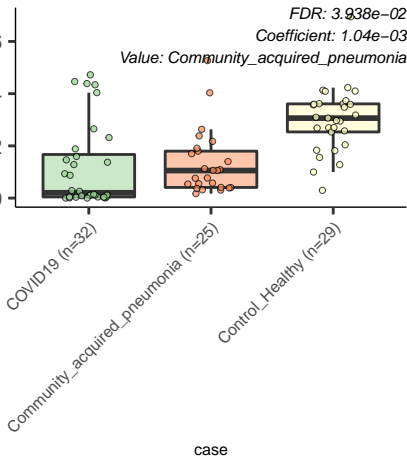 FDR: 3.938e−02
Coefficient: 1.04e−03
Value: Community_acquired_pneumonia
COVID19 (n=32)
Community_acquired_pneumonia (n=25)
Control_Healthy (n=29)
case